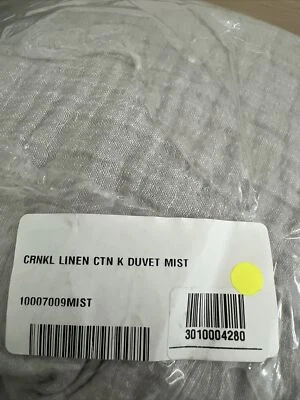 CRNKL LINEN CTN K DUVET MIST
10007009MIST
3010004280